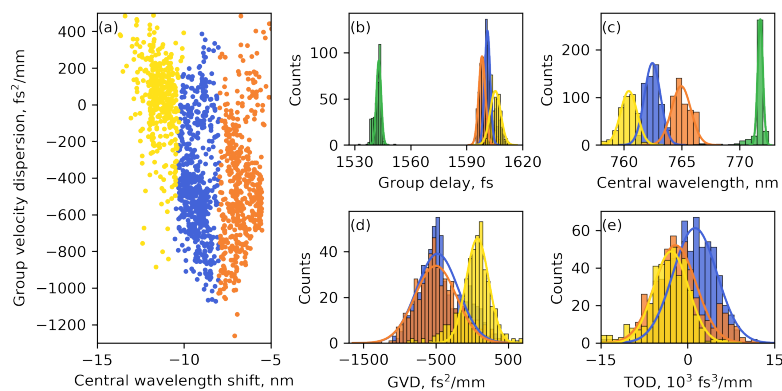 (a)
400
200
0
−200
−400
−600
−800
−1000
−1200
Group velocity dispersion, fs²/mm
−15
−10
−5
Central wavelength shift, nm
(b)
100
50
0
Counts
1530
1560
1590
1620
Group delay, fs
(c)
200
100
0
Counts
760
765
770
Central wavelength, nm
(d)
40
20
0
Counts
−1500
−500
500
GVD, fs²/mm
(e)
60
40
20
0
Counts
−15
0
15
TOD, 10³ fs³/mm